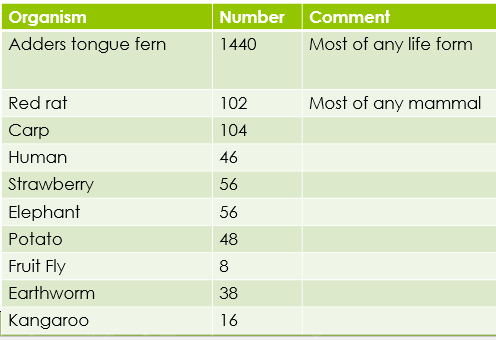 Organism Number Comment
Adders tongue fern 1440 Most of any life form
Red rat 102 Most of any mammal
Carp 104
Human 46
Strawberry 56
Elephant 56
Potato 48
Fruit Fly 8
Earthworm 38
Kangaroo 16